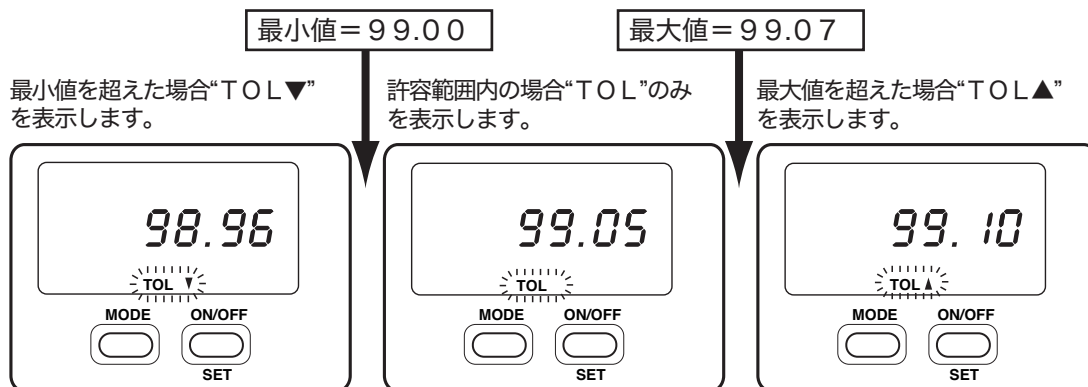 最小値＝９９.００
最大値＝９９.０７
最小値を超えた場合“ＴＯＬ▼”
を表示します。
許容範囲内の場合“ＴＯＬ”のみ
を表示します。
最大値を超えた場合“ＴＯＬ▲”
を表示します。
98.96
TOL ▼
MODE ON/OFF
SET
99.05
TOL
MODE ON/OFF
SET
99.10
TOL ▲
MODE ON/OFF
SET